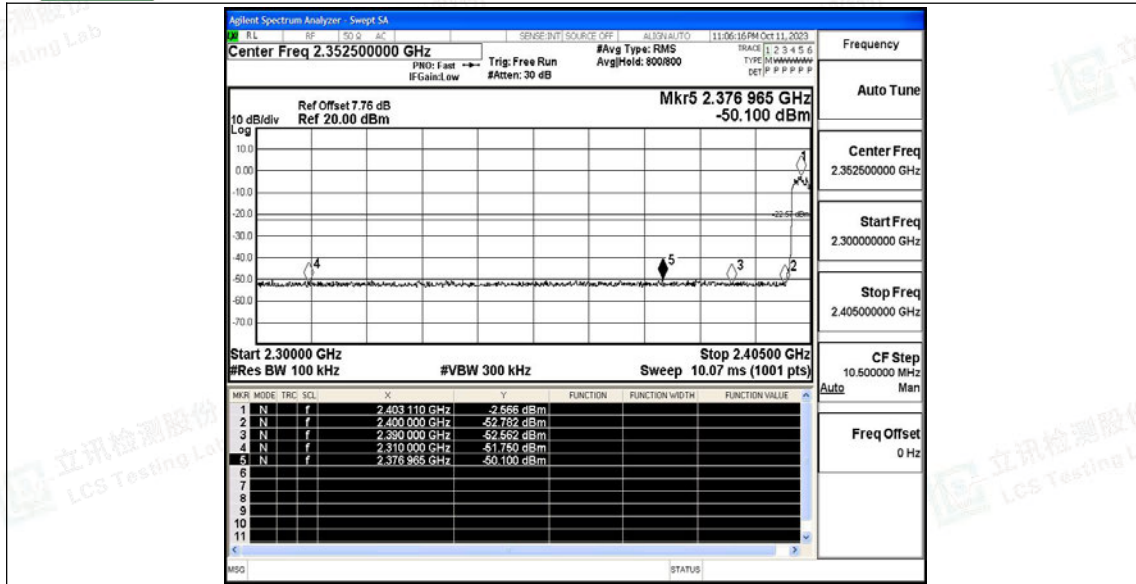 Agilent Spectrum Analyzer - Swept SA
RL RF 50 Ω AC SENSE:INT SOURCE OFF ALIGNAUTO 11:06:16PM Oct 11, 2023
Center Freq 2.352500000 GHz
PNO: Fast
IFGain:Low
Trig: Free Run
#Atten: 30 dB
#Avg Type: RMS
Avg|Hold: 800/800
TRACE 1 2 3 4 5 6
TYPE M WWWWW
DET P P P P P P
Ref Offset 7.76 dB
10 dB/div Ref 20.00 dBm
Log
Mkr5 2.376 965 GHz
-50.100 dBm
10.0
0.00
-10.0
-20.0
-30.0
-40.0
-50.0
-60.0
-70.0
1
-22.57 dBm
4
5
3
2
Start 2.30000 GHz Stop 2.40500 GHz
#Res BW 100 kHz #VBW 300 kHz Sweep 10.07 ms (1001 pts)
MKR MODE TRC SCL X Y FUNCTION FUNCTION WIDTH FUNCTION VALUE
1 N f 2.403 110 GHz -2.566 dBm
2 N f 2.400 000 GHz -52.782 dBm
3 N f 2.390 000 GHz -52.562 dBm
4 N f 2.310 000 GHz -51.750 dBm
5 N f 2.376 965 GHz -50.100 dBm
6
7
8
9
10
11
MSG STATUS
Frequency
Auto Tune
Center Freq
2.352500000 GHz
Start Freq
2.300000000 GHz
Stop Freq
2.405000000 GHz
CF Step
10.500000 MHz
Auto Man
Freq Offset
0 Hz
立讯检测股份
LCS Testing Lab
立讯检测股份
LCS Testing L